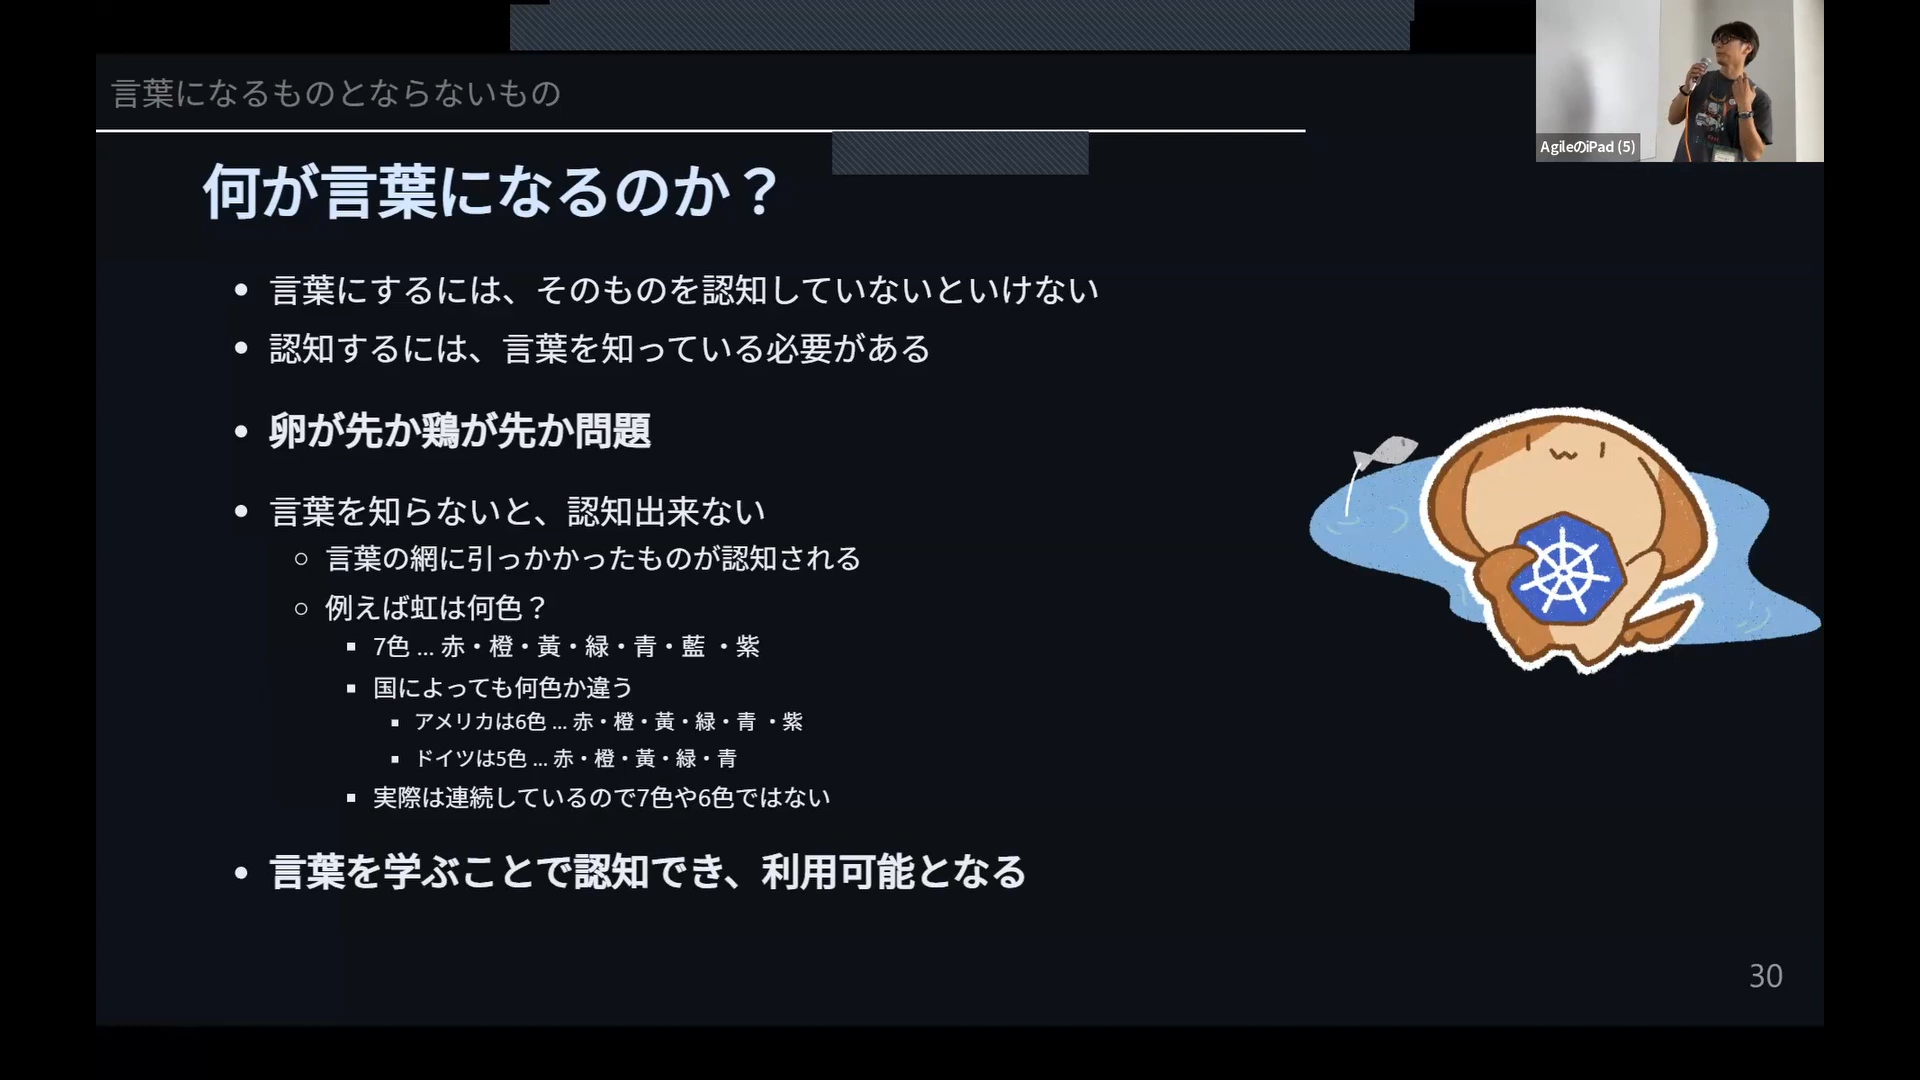 言葉になるものとならないもの
AgileのiPad (5)
何が言葉になるのか？
• 言葉にするには、そのものを認知していないといけない
• 認知するには、言葉を知っている必要がある
• 卵が先か鶏が先か問題
• 言葉を知らないと、認知出来ない
○ 言葉の網に引っかかったものが認知される
○ 例えば虹は何色？
▪ 7色 ... 赤・橙・黃・緑・青・藍 ・紫
▪ 国によっても何色か違う
▪ アメリカは6色 ... 赤・橙・黃・緑・青 ・紫
▪ ドイツは5色 ... 赤・橙・黃・緑・青
▪ 実際は連続しているので7色や6色ではない
• 言葉を学ぶことで認知でき、利用可能となる
30